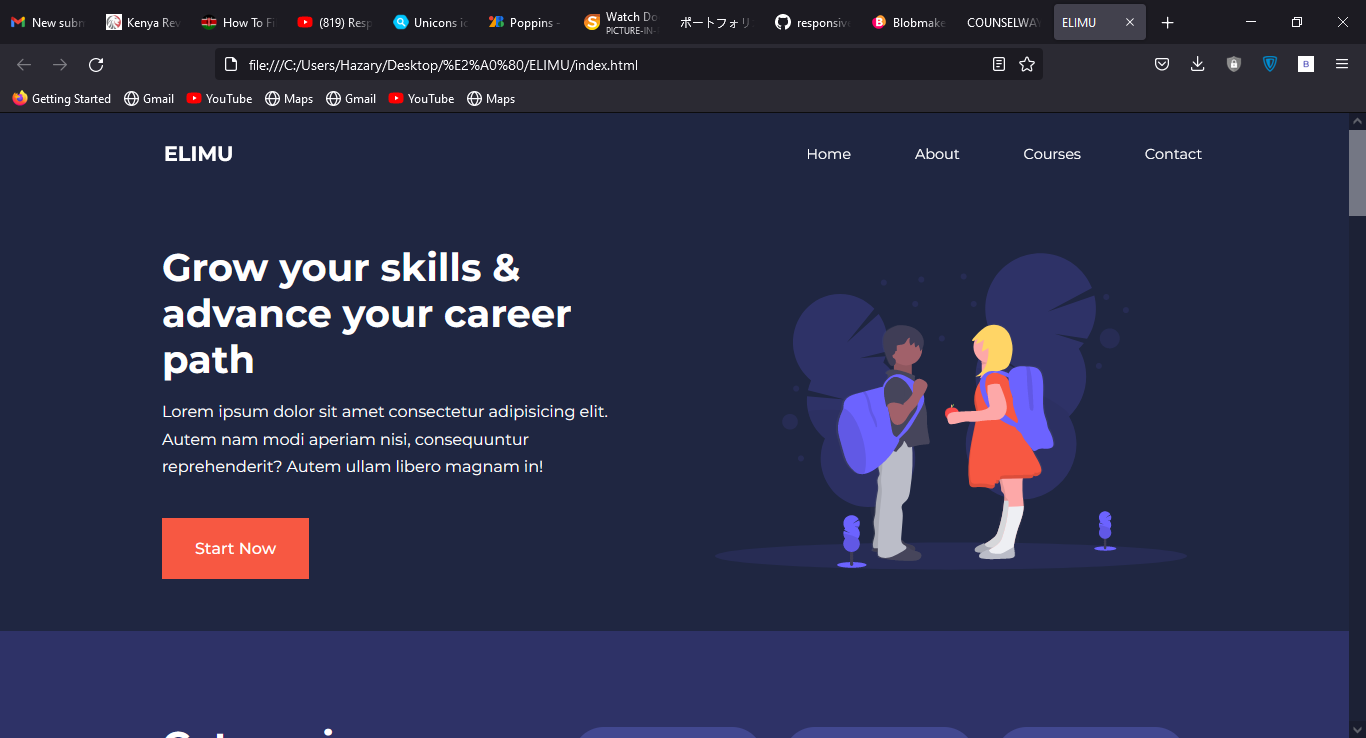 New subm
Kenya Rev
How To Fi
(819) Resp
Unicons ic
Poppins -
Watch Do
PICTURE-IN-
ポートフォリ
responsive
Blobmake
COUNSELWAY
ELIMU
file:///C:/Users/Hazary/Desktop/%E2%A0%80/ELIMU/index.html
Getting Started
Gmail
YouTube
Maps
Gmail
YouTube
Maps
ELIMU
Home
About
Courses
Contact
Grow your skills &
advance your career
path
Lorem ipsum dolor sit amet consectetur adipisicing elit.
Autem nam modi aperiam nisi, consequuntur
reprehenderit? Autem ullam libero magnam in!
Start Now